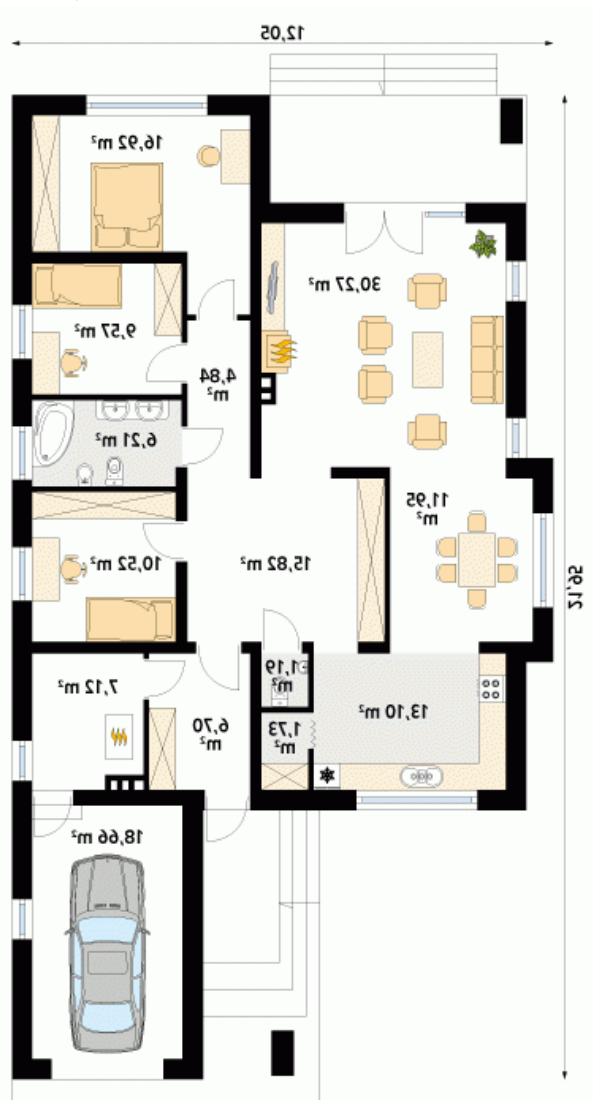 12,05
16,92 m²
30,27 m²
9,57 m²
4,84
m²
6,21 m²
11,95
m²
10,52 m²
15,82 m²
21,95
1,19
m²
7,12 m²
13,10 m²
6,70
m²
1,73
m²
18,66 m²